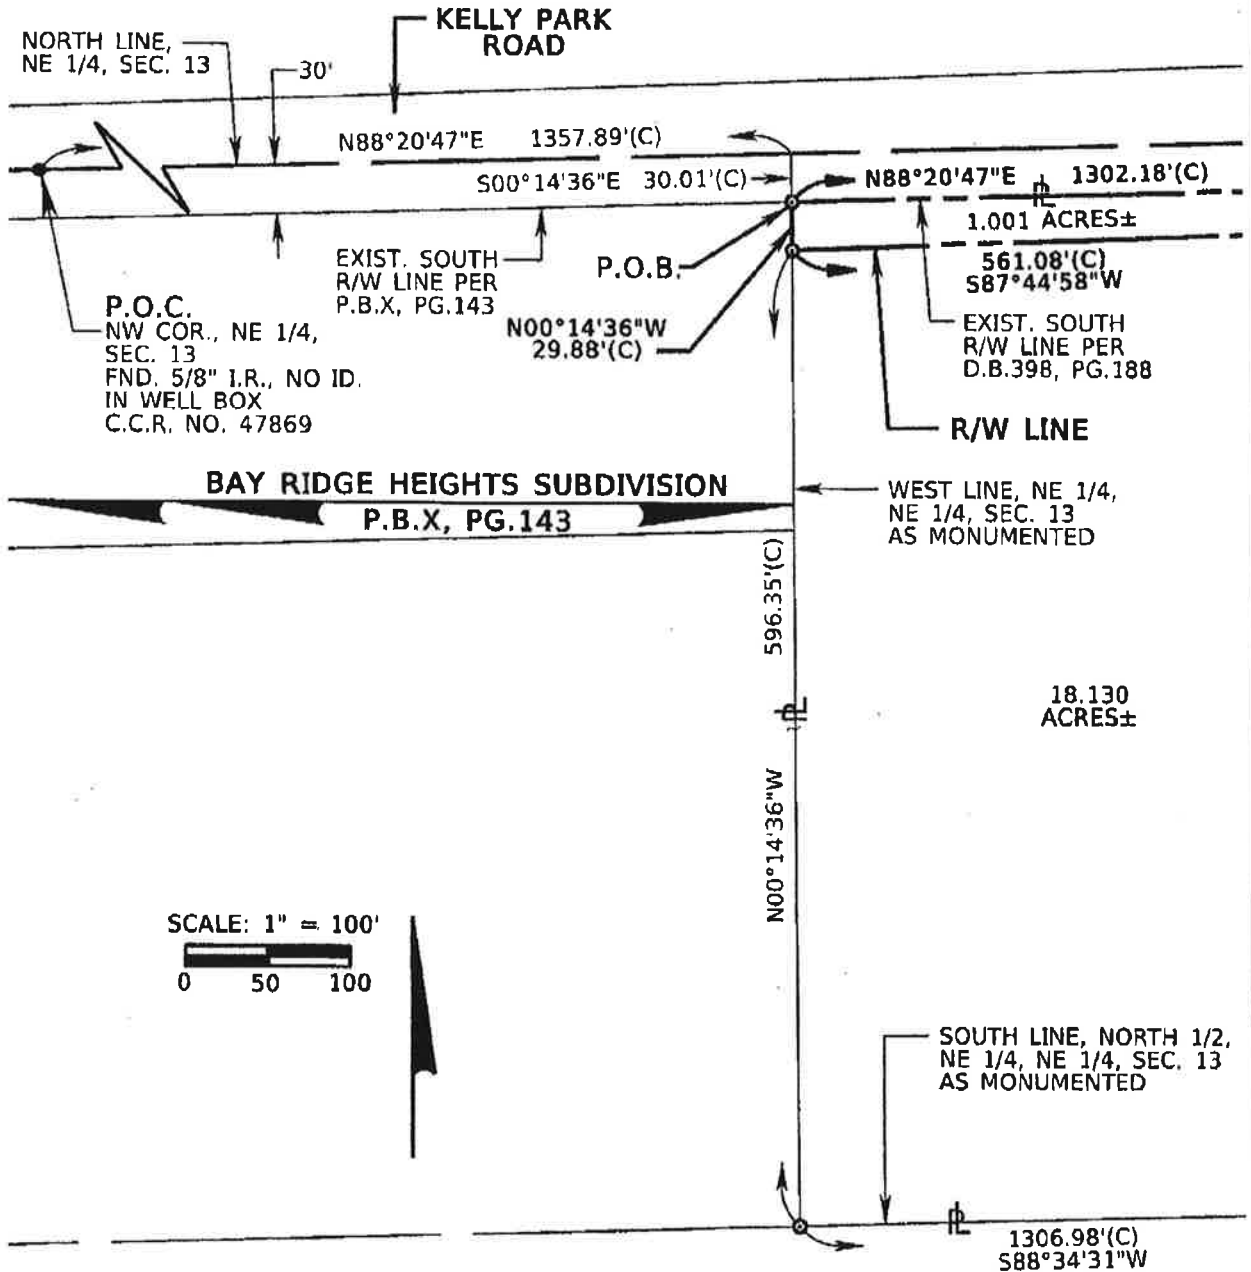 KELLY PARK
ROAD
NORTH LINE,
NE 1/4, SEC. 13
30'
N88°20'47"E 1357.89'(C)
S00°14'36"E 30.01'(C)
N88°20'47"E 1302.18'(C)
PL
1.001 ACRES±
561.08'(C)
S87°44'58"W
EXIST. SOUTH
R/W LINE PER
P.B.X, PG.143
P.O.B.
N00°14'36"W
29.88'(C)
P.O.C.
NW COR., NE 1/4,
SEC. 13
FND. 5/8" I.R., NO ID.
IN WELL BOX
C.C.R. NO. 47869
EXIST. SOUTH
R/W LINE PER
D.B.398, PG.188
R/W LINE
BAY RIDGE HEIGHTS SUBDIVISION
P.B.X, PG.143
WEST LINE, NE 1/4,
NE 1/4, SEC. 13
AS MONUMENTED
596.35'(C)
PL
N00°14'36"W
18.130
ACRES±
SCALE: 1" = 100'
0 50 100
SOUTH LINE, NORTH 1/2,
NE 1/4, NE 1/4, SEC. 13
AS MONUMENTED
PL
1306.98'(C)
S88°34'31"W